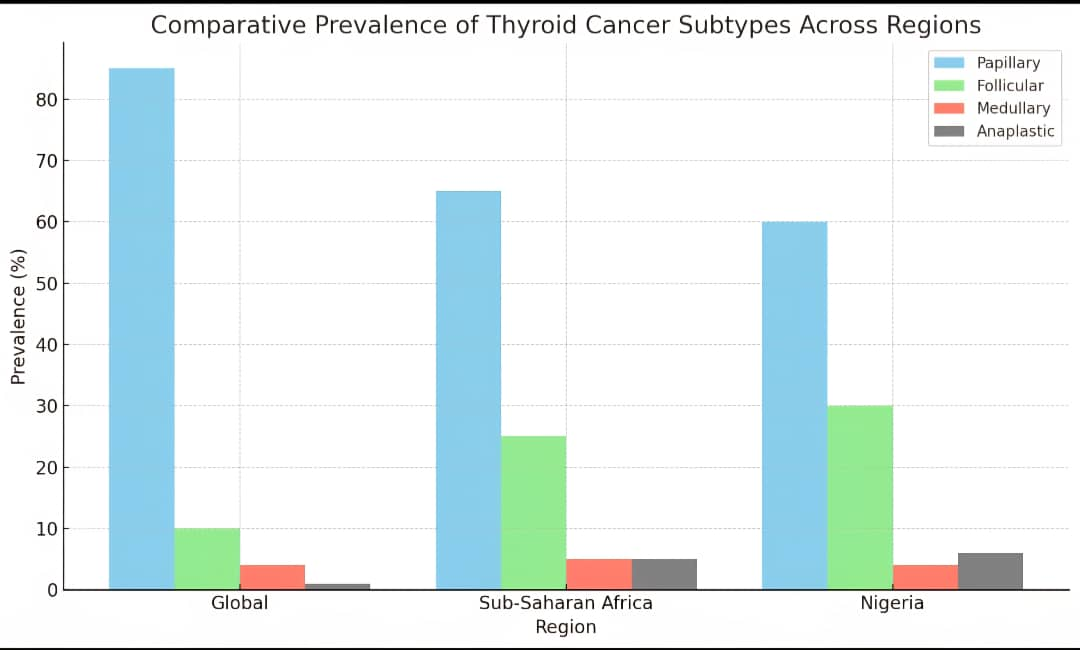 Comparative Prevalence of Thyroid Cancer Subtypes Across Regions
Papillary
Follicular
Medullary
Anaplastic
Prevalence (%)
80
70
60
50
40
30
20
10
0
Global
Sub-Saharan Africa
Nigeria
Region